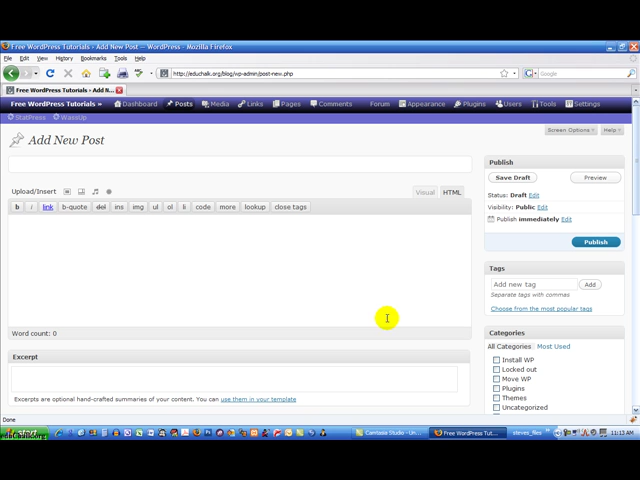 Free WordPress Tutorials › Add New Post — WordPress - Mozilla Firefox
File Edit View History Bookmarks Tools Help
http://educhalk.org/blog/wp-admin/post-new.php
Google
Free WordPress Tutorials › Add N...
Free WordPress Tutorials » Dashboard Posts Media Links Pages Comments Forum Appearance Plugins Users Tools Settings
StatPress WassUp
Screen Options Help
Add New Post
Publish
Save Draft Preview
Status: Draft Edit
Visibility: Public Edit
Publish immediately Edit
Publish
Upload/Insert Visual HTML
b i link b-quote del ins img ul ol li code more lookup close tags
Word count: 0
Tags
Add new tag Add
Separate tags with commas
Choose from the most popular tags
Categories
All Categories Most Used
Install WP
Locked out
Move WP
Plugins
Themes
Uncategorized
Excerpt
Excerpts are optional hand-crafted summaries of your content. You can use them in your template
Done
start
eduChalk.org
Camtasia Studio - Un...
Free WordPress Tut...
steves_files
11:13 AM